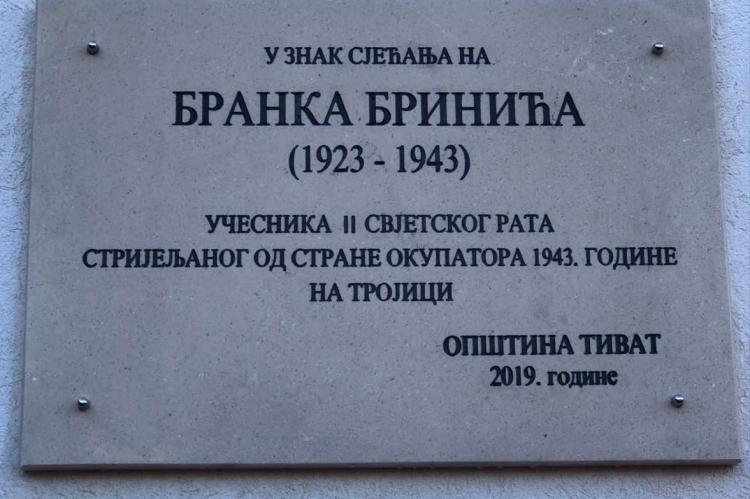 У ЗНАК СЈЕЋАЊА НА
БРАНКА БРИНИЋА
(1923 - 1943)
УЧЕСНИКА II СВЈЕТСКОГ РАТА
СТРИЈЕЉАНОГ ОД СТРАНЕ ОКУПАТОРА 1943. ГОДИНЕ
НА ТРОЈИЦИ
ОПШТИНА ТИВАТ
2019. године